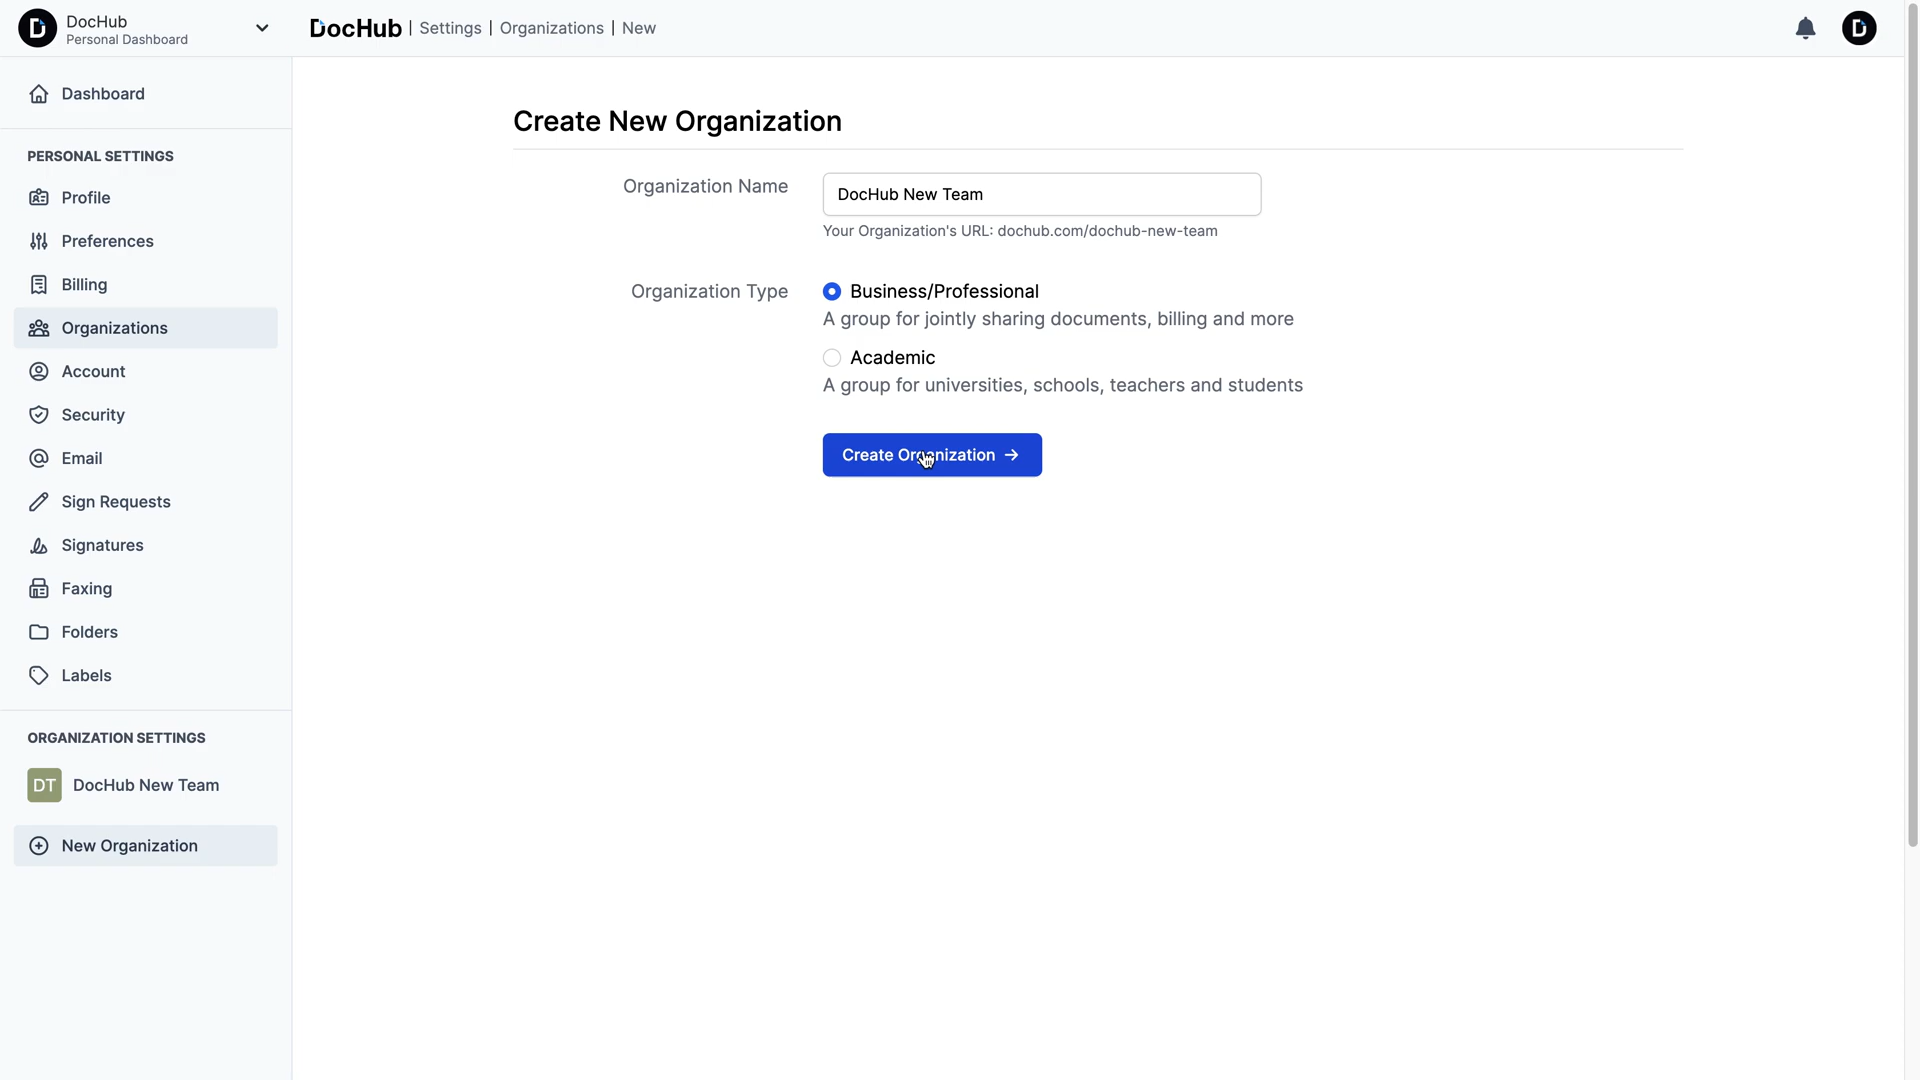 DocHub
Personal Dashboard
DocHub | Settings | Organizations | New
Dashboard
PERSONAL SETTINGS
Profile
Preferences
Billing
Organizations
Account
Security
Email
Sign Requests
Signatures
Faxing
Folders
Labels
ORGANIZATION SETTINGS
DT DocHub New Team
New Organization
Create New Organization
Organization Name
DocHub New Team
Your Organization's URL: dochub.com/dochub-new-team
Organization Type
Business/Professional
A group for jointly sharing documents, billing and more
Academic
A group for universities, schools, teachers and students
Create Organization →